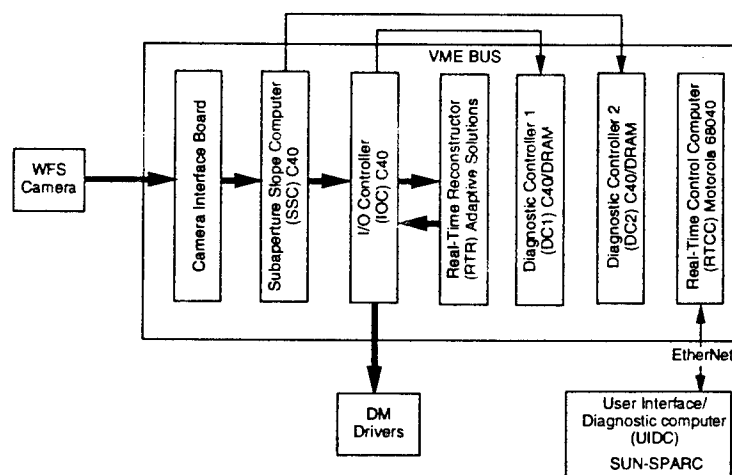 VME BUS
WFS
Camera
Camera Interface Board
Subaperture Slope Computer
(SSC) C40
I/O Controller
(IOC) C40
Real-Time Reconstructor
(RTR) Adaptive Solutions
Diagnostic Controller 1
(DC1) C40/DRAM
Diagnostic Controller 2
(DC2) C40/DRAM
Real-Time Control Computer
(RTCC) Motorola 68040
EtherNet
DM
Drivers
User Interface/
Diagnostic computer
(UIDC)
SUN-SPARC